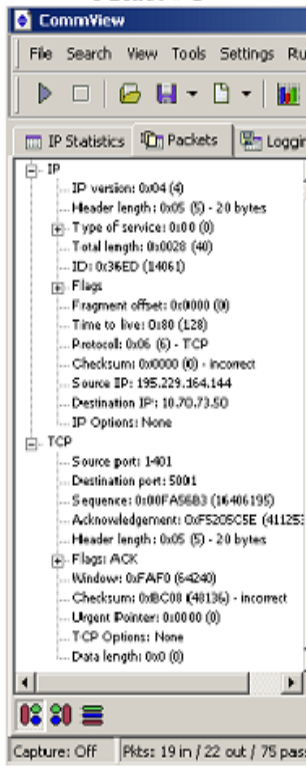 CommView
File Search View Tools Settings Ru
IP Statistics Packets Loggin
IP
IP version: 0x04 (4)
Header length: 0x05 (5) - 20 bytes
Type of service: 0x00 (0)
Total length: 0x0028 (40)
ID: 0x36ED (14061)
Flags
Fragment offset: 0x0000 (0)
Time to live: 0x80 (128)
Protocol: 0x06 (6) - TCP
Checksum: 0x0000 (0) - incorrect
Source IP: 195.229.164.144
Destination IP: 10.70.73.50
IP Options: None
TCP
Source port: 1401
Destination port: 5001
Sequence: 0x00FA56B3 (16406195)
Acknowledgement: 0xF5205C5E (41125
Header length: 0x05 (5) - 20 bytes
Flags: ACK
Window: 0xFAF0 (64240)
Checksum: 0xBC08 (48136) - incorrect
Urgent Pointer: 0x0000 (0)
TCP Options: None
Data length: 0x0 (0)
Capture: Off Pkts: 19 in / 22 out / 75 pass